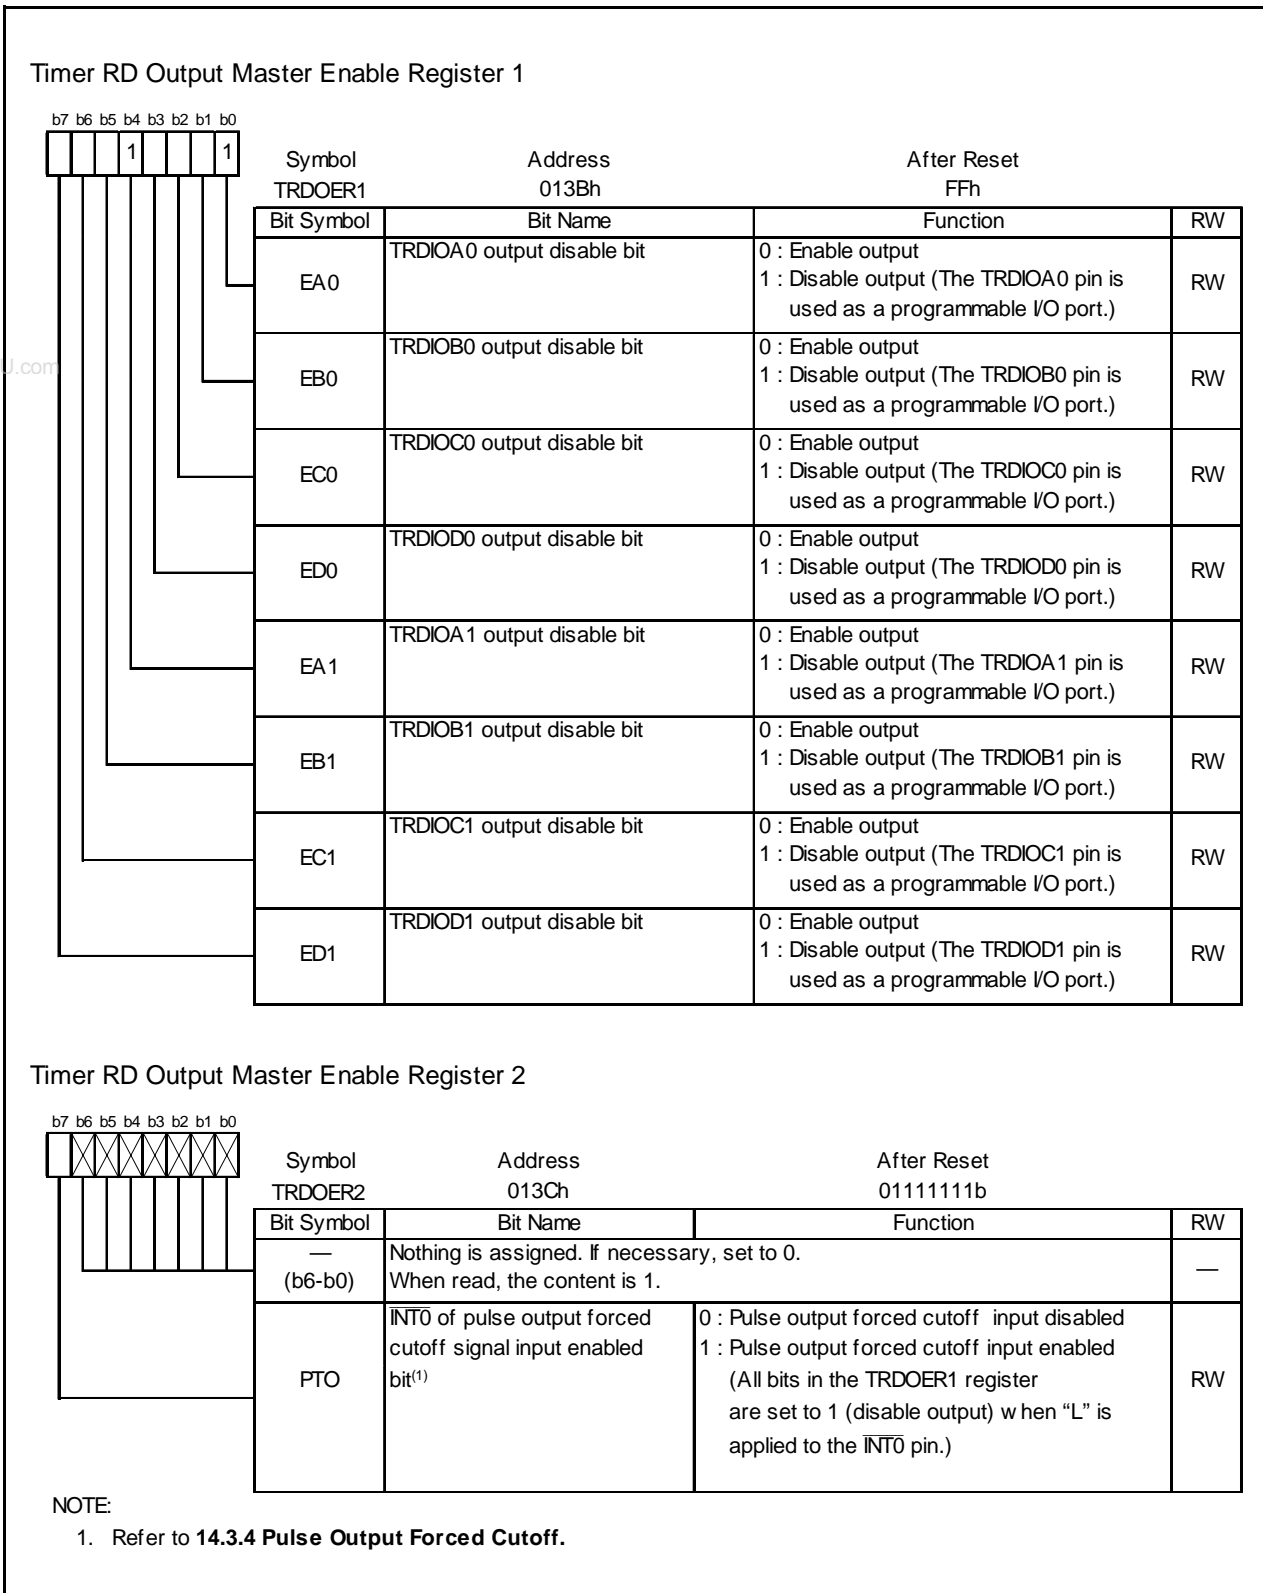 Timer RD Output Master Enable Register 1
b7 b6 b5 b4 b3 b2 b1 b0
1 1
Symbol Address After Reset
TRDOER1 013Bh FFh
Bit Symbol Bit Name Function RW
EA0 TRDIOA0 output disable bit 0 : Enable output
1 : Disable output (The TRDIOA0 pin is
used as a programmable I/O port.) RW
EB0 TRDIOB0 output disable bit 0 : Enable output
1 : Disable output (The TRDIOB0 pin is
used as a programmable I/O port.) RW
U.com
EC0 TRDIOC0 output disable bit 0 : Enable output
1 : Disable output (The TRDIOC0 pin is
used as a programmable I/O port.) RW
ED0 TRDIOD0 output disable bit 0 : Enable output
1 : Disable output (The TRDIOD0 pin is
used as a programmable I/O port.) RW
EA1 TRDIOA1 output disable bit 0 : Enable output
1 : Disable output (The TRDIOA1 pin is
used as a programmable I/O port.) RW
EB1 TRDIOB1 output disable bit 0 : Enable output
1 : Disable output (The TRDIOB1 pin is
used as a programmable I/O port.) RW
EC1 TRDIOC1 output disable bit 0 : Enable output
1 : Disable output (The TRDIOC1 pin is
used as a programmable I/O port.) RW
ED1 TRDIOD1 output disable bit 0 : Enable output
1 : Disable output (The TRDIOD1 pin is
used as a programmable I/O port.) RW
Timer RD Output Master Enable Register 2
b7 b6 b5 b4 b3 b2 b1 b0
Symbol Address After Reset
TRDOER2 013Ch 01111111b
Bit Symbol Bit Name Function RW
— Nothing is assigned. If necessary, set to 0.
(b6-b0) When read, the content is 1. —
INT0 of pulse output forced 0 : Pulse output forced cutoff input disabled
cutoff signal input enabled 1 : Pulse output forced cutoff input enabled
PTO bit(1) (All bits in the TRDOER1 register RW
are set to 1 (disable output) when “L” is
applied to the INT0 pin.)
NOTE:
1. Refer to 14.3.4 Pulse Output Forced Cutoff.